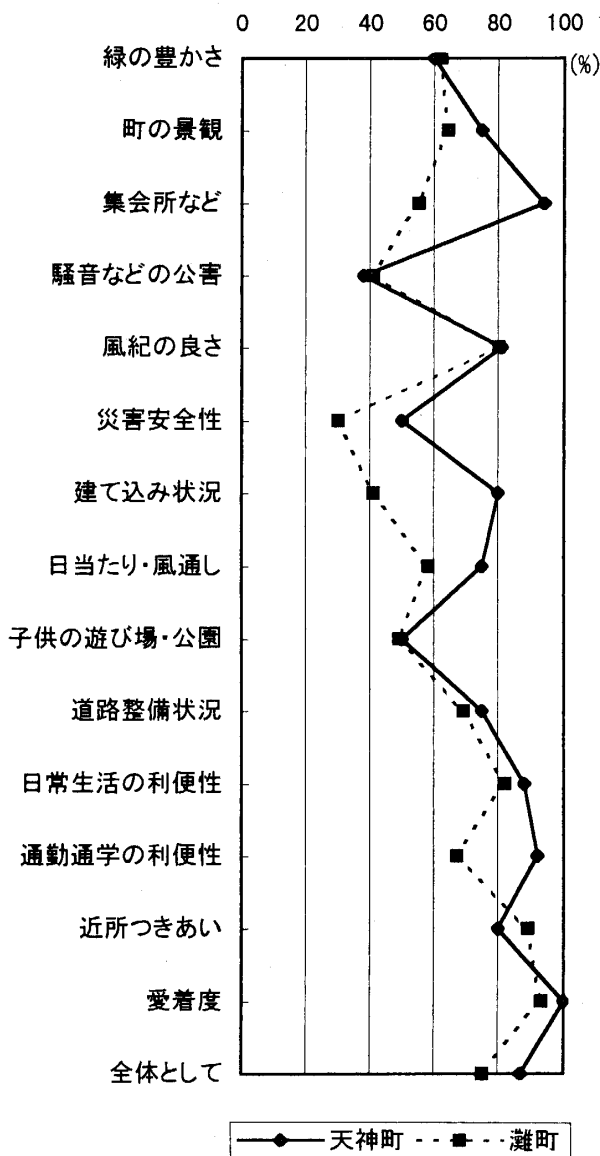 0 20 40 60 80 100
(%)
緑の豊かさ
町の景観
集会所など
騒音などの公害
風紀の良さ
災害安全性
建て込み状況
日当たり・風通し
子供の遊び場・公園
道路整備状況
日常生活の利便性
通勤通学の利便性
近所つきあい
愛着度
全体として
天神町 灘町